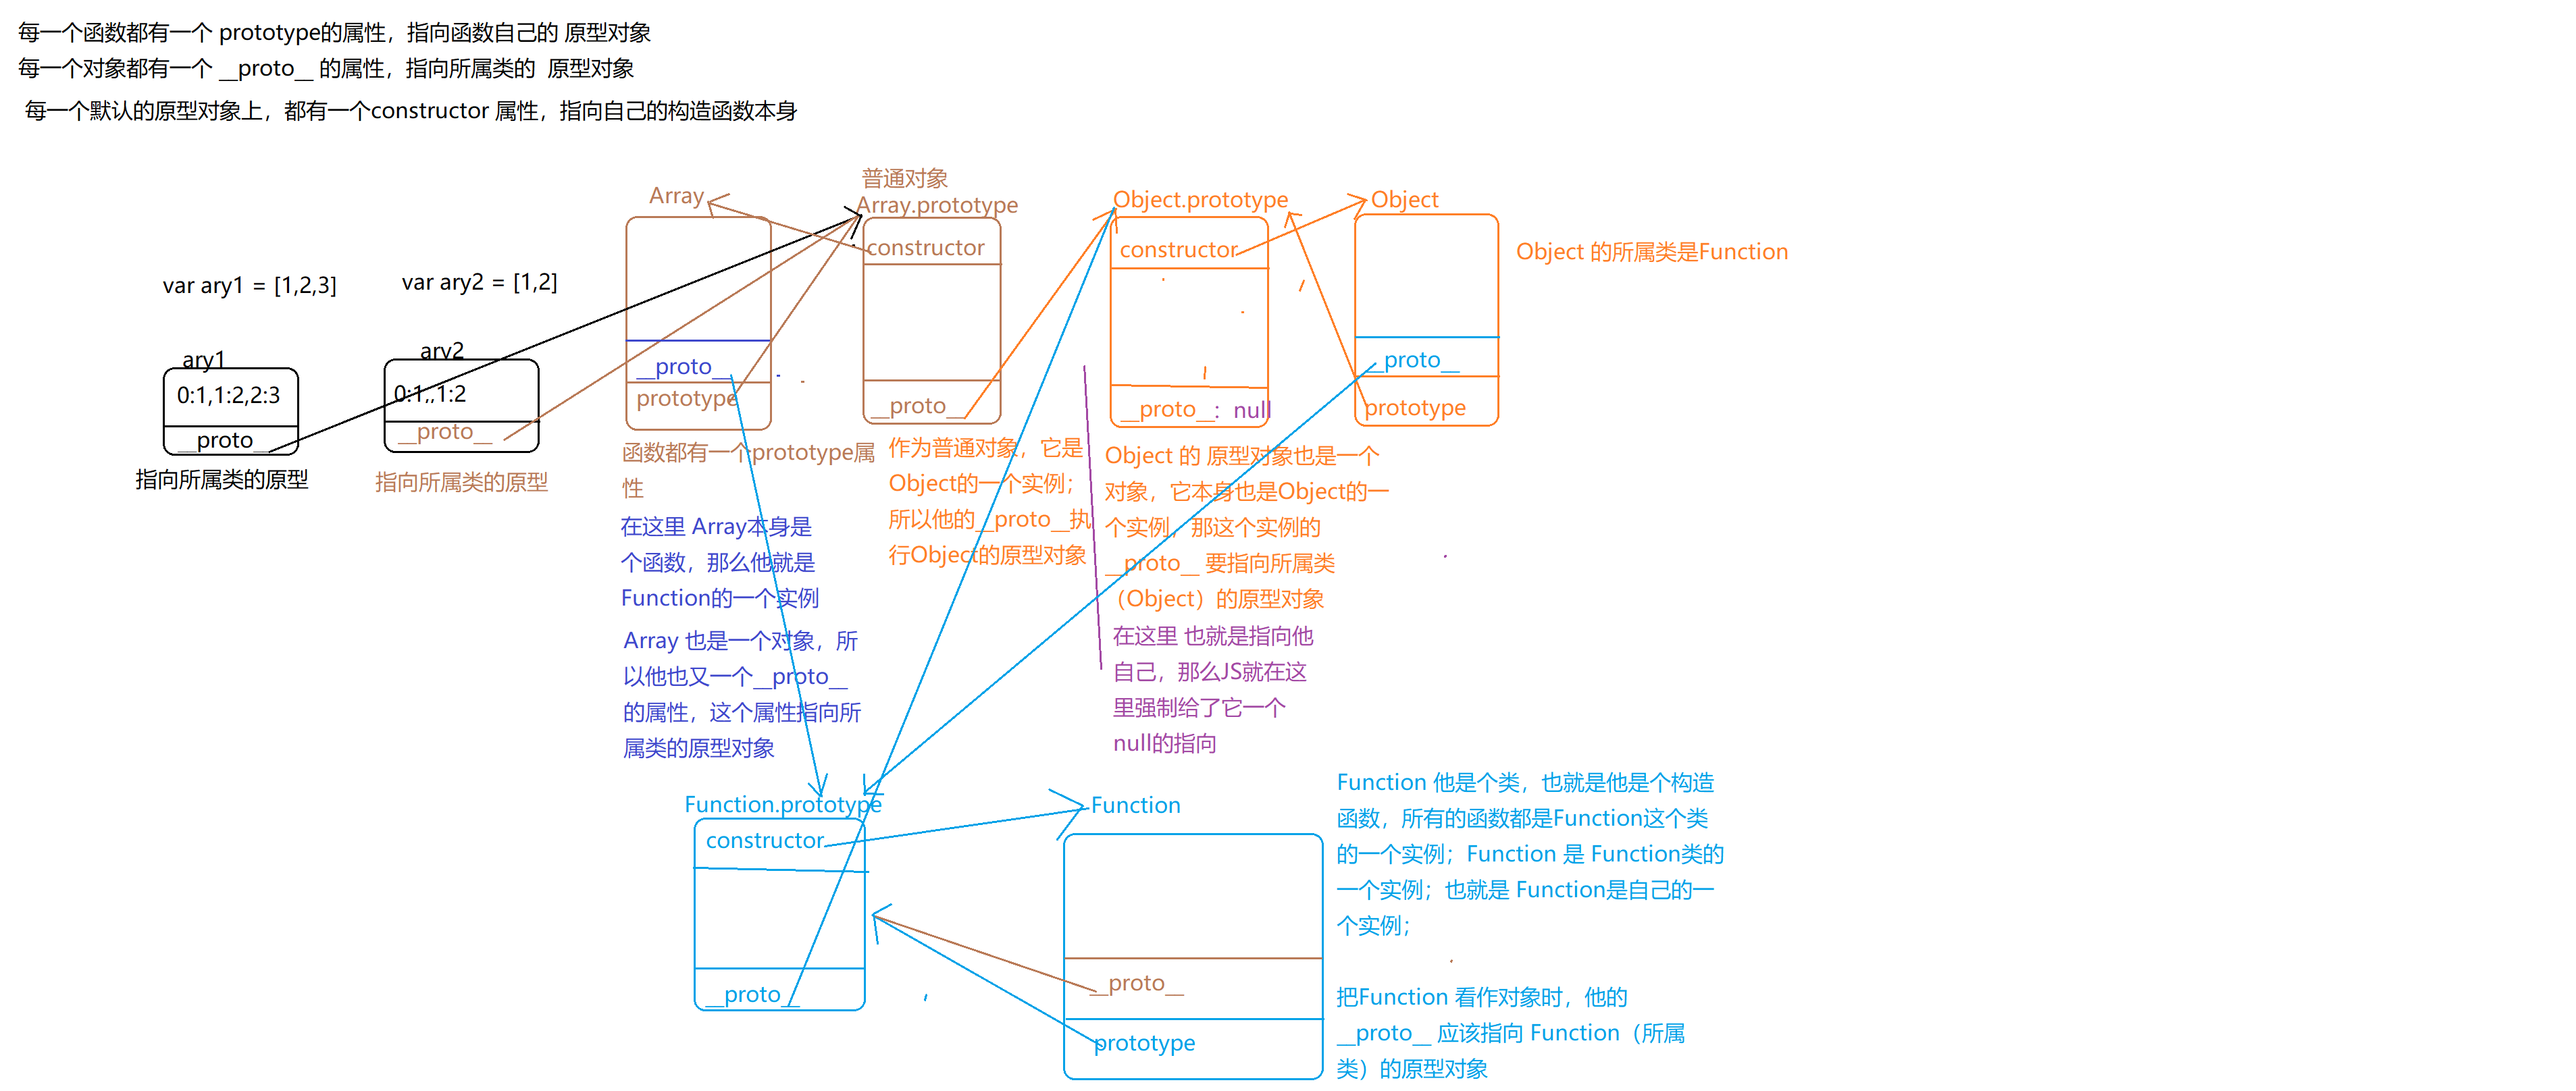 每一个函数都有一个 prototype的属性，指向函数自己的 原型对象
每一个对象都有一个 __proto__ 的属性，指向所属类的 原型对象
每一个默认的原型对象上，都有一个constructor 属性，指向自己的构造函数本身
var ary1 = [1,2,3]
ary1
0:1,1:2,2:3
__proto__
指向所属类的原型
var ary2 = [1,2]
ary2
0:1,,1:2
__proto__
指向所属类的原型
Array
__proto__
prototype
函数都有一个prototype属
性
在这里 Array本身是
个函数，那么他就是
Function的一个实例
Array 也是一个对象，所
以他也又一个__proto__
的属性，这个属性指向所
属类的原型对象
普通对象
Array.prototype
constructor
__proto__
作为普通对象，它是
Object的一个实例；
所以他的__proto__执
行Object的原型对象
Object.prototype
constructor
__proto__：null
Object 的 原型对象也是一个
对象，它本身也是Object的一
个实例，那这个实例的
__proto__ 要指向所属类
（Object）的原型对象
在这里 也就是指向他
自己，那么JS就在这
里强制给了它一个
null的指向
Object
__proto__
prototype
Object 的所属类是Function
Function.prototype
constructor
__proto__
Function
__proto__
prototype
Function 他是个类，也就是他是个构造
函数，所有的函数都是Function这个类
的一个实例；Function 是 Function类的
一个实例；也就是 Function是自己的一
个实例；
把Function 看作对象时，他的
__proto__ 应该指向 Function（所属
类）的原型对象